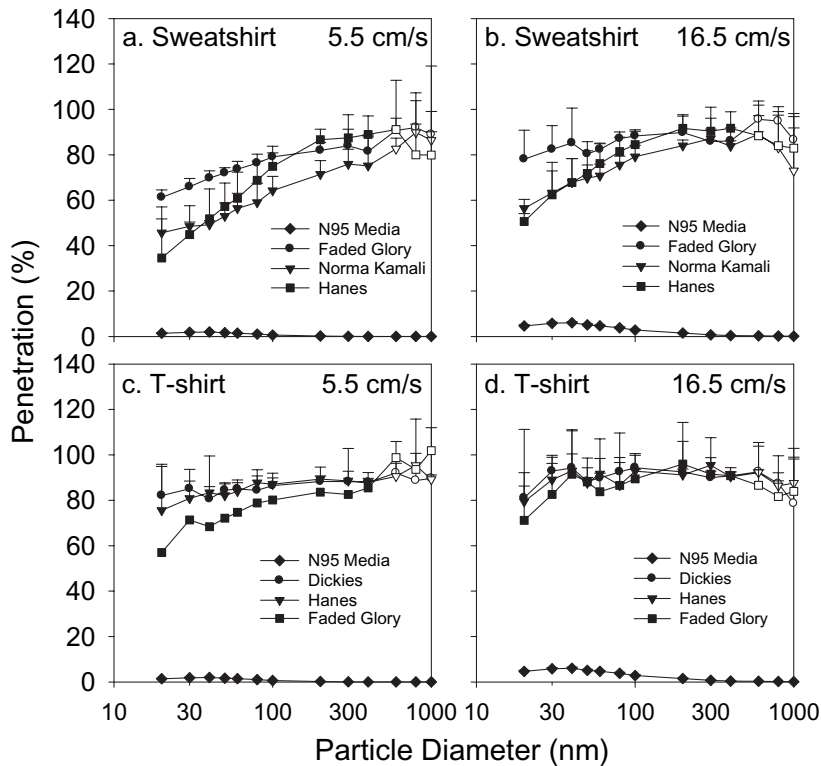 Penetration (%)
140
120
100
80
60
40
20
0
a. Sweatshirt 5.5 cm/s
N95 Media
Faded Glory
Norma Kamali
Hanes
b. Sweatshirt 16.5 cm/s
N95 Media
Faded Glory
Norma Kamali
Hanes
140
120
100
80
60
40
20
0
c. T-shirt 5.5 cm/s
N95 Media
Dickies
Hanes
Faded Glory
d. T-shirt 16.5 cm/s
N95 Media
Dickies
Hanes
Faded Glory
10 30 100 300 1000
10 30 100 300 1000
Particle Diameter (nm)